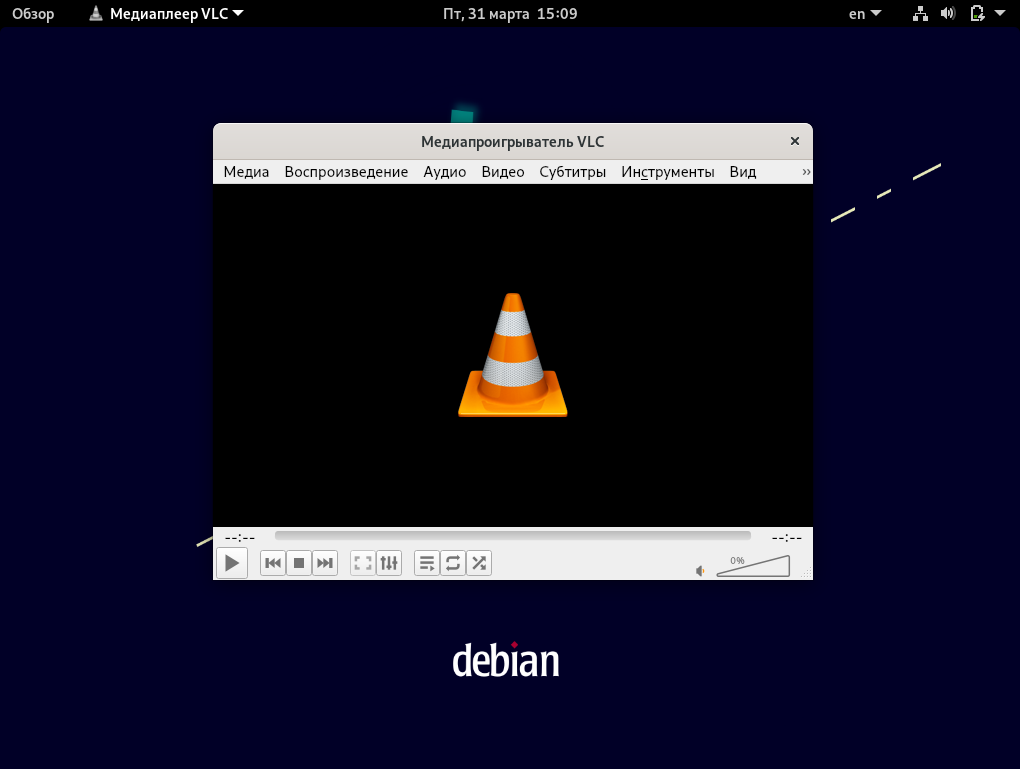 Обзор Медиаплеер VLC Пт, 31 марта 15:09 en
Медиапроигрыватель VLC
Медиа Воспроизведение Аудио Видео Субтитры Инструменты Вид »
--:-- --:--
0%
debian